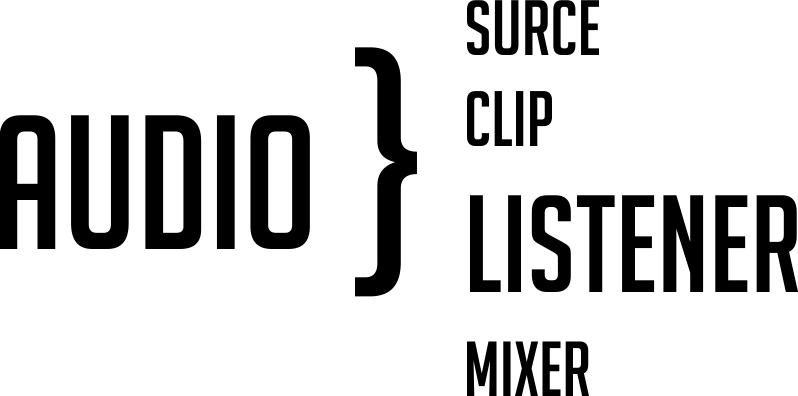 AUDIO }
SURCE
CLIP
LISTENER
MIXER